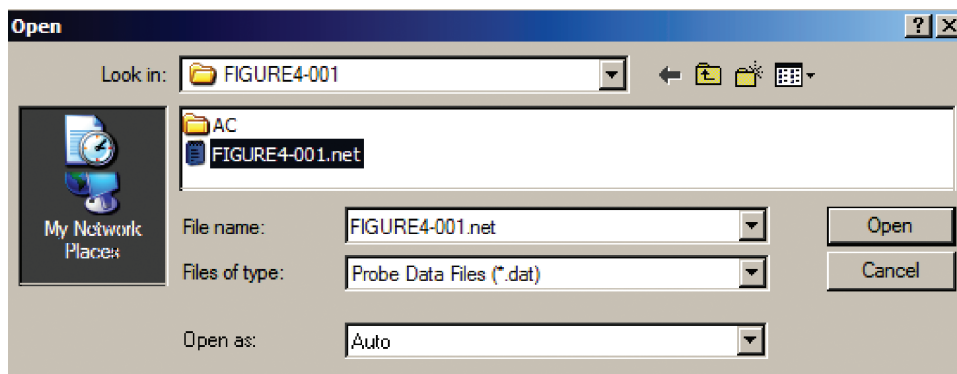 Open
Look in: FIGURE4-001
AC
FIGURE4-001.net
My Network
Places
File name: FIGURE4-001.net Open
Files of type: Probe Data Files (*.dat) Cancel
Open as: Auto